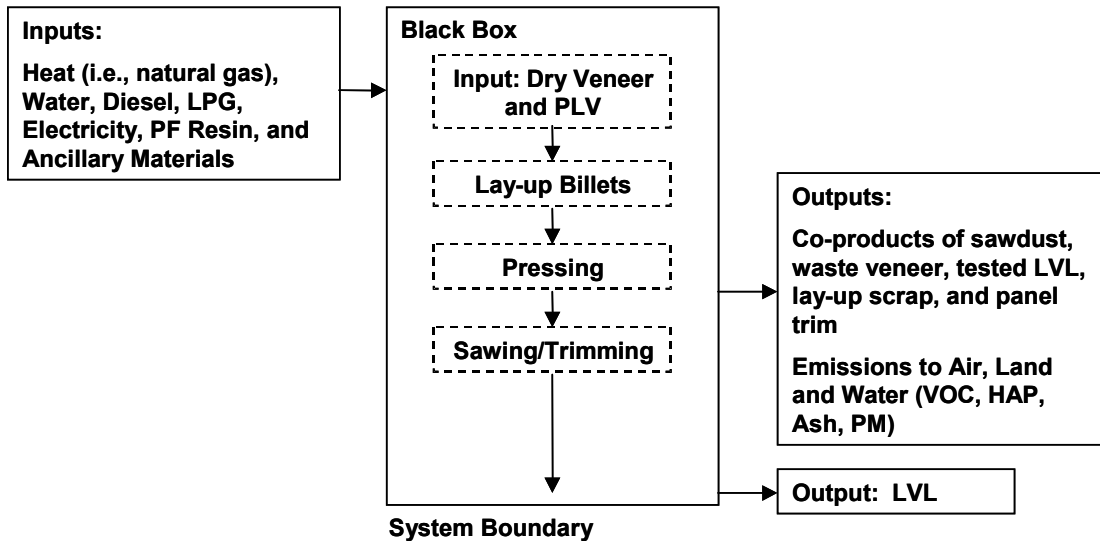 Inputs:
Heat (i.e., natural gas),
Water, Diesel, LPG,
Electricity, PF Resin, and
Ancillary Materials
Black Box
Input: Dry Veneer
and PLV
Lay-up Billets
Pressing
Sawing/Trimming
System Boundary
Outputs:
Co-products of sawdust,
waste veneer, tested LVL,
lay-up scrap, and panel
trim
Emissions to Air, Land
and Water (VOC, HAP,
Ash, PM)
Output: LVL